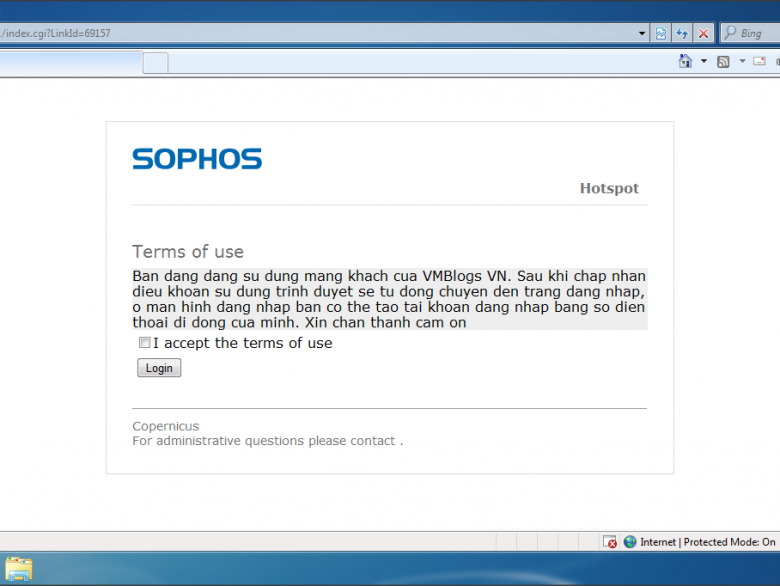 /index.cgi?LinkId=69157
Bing
SOPHOS
Hotspot
Terms of use
Ban dang dang su dung mang khach cua VMBlogs VN. Sau khi chap nhan
dieu khoan su dung trinh duyet se tu dong chuyen den trang dang nhap,
o man hinh dang nhap ban co the tao tai khoan dang nhap bang so dien
thoai di dong cua minh. Xin chan thanh cam on
I accept the terms of use
Login
Copernicus
For administrative questions please contact .
Internet | Protected Mode: On